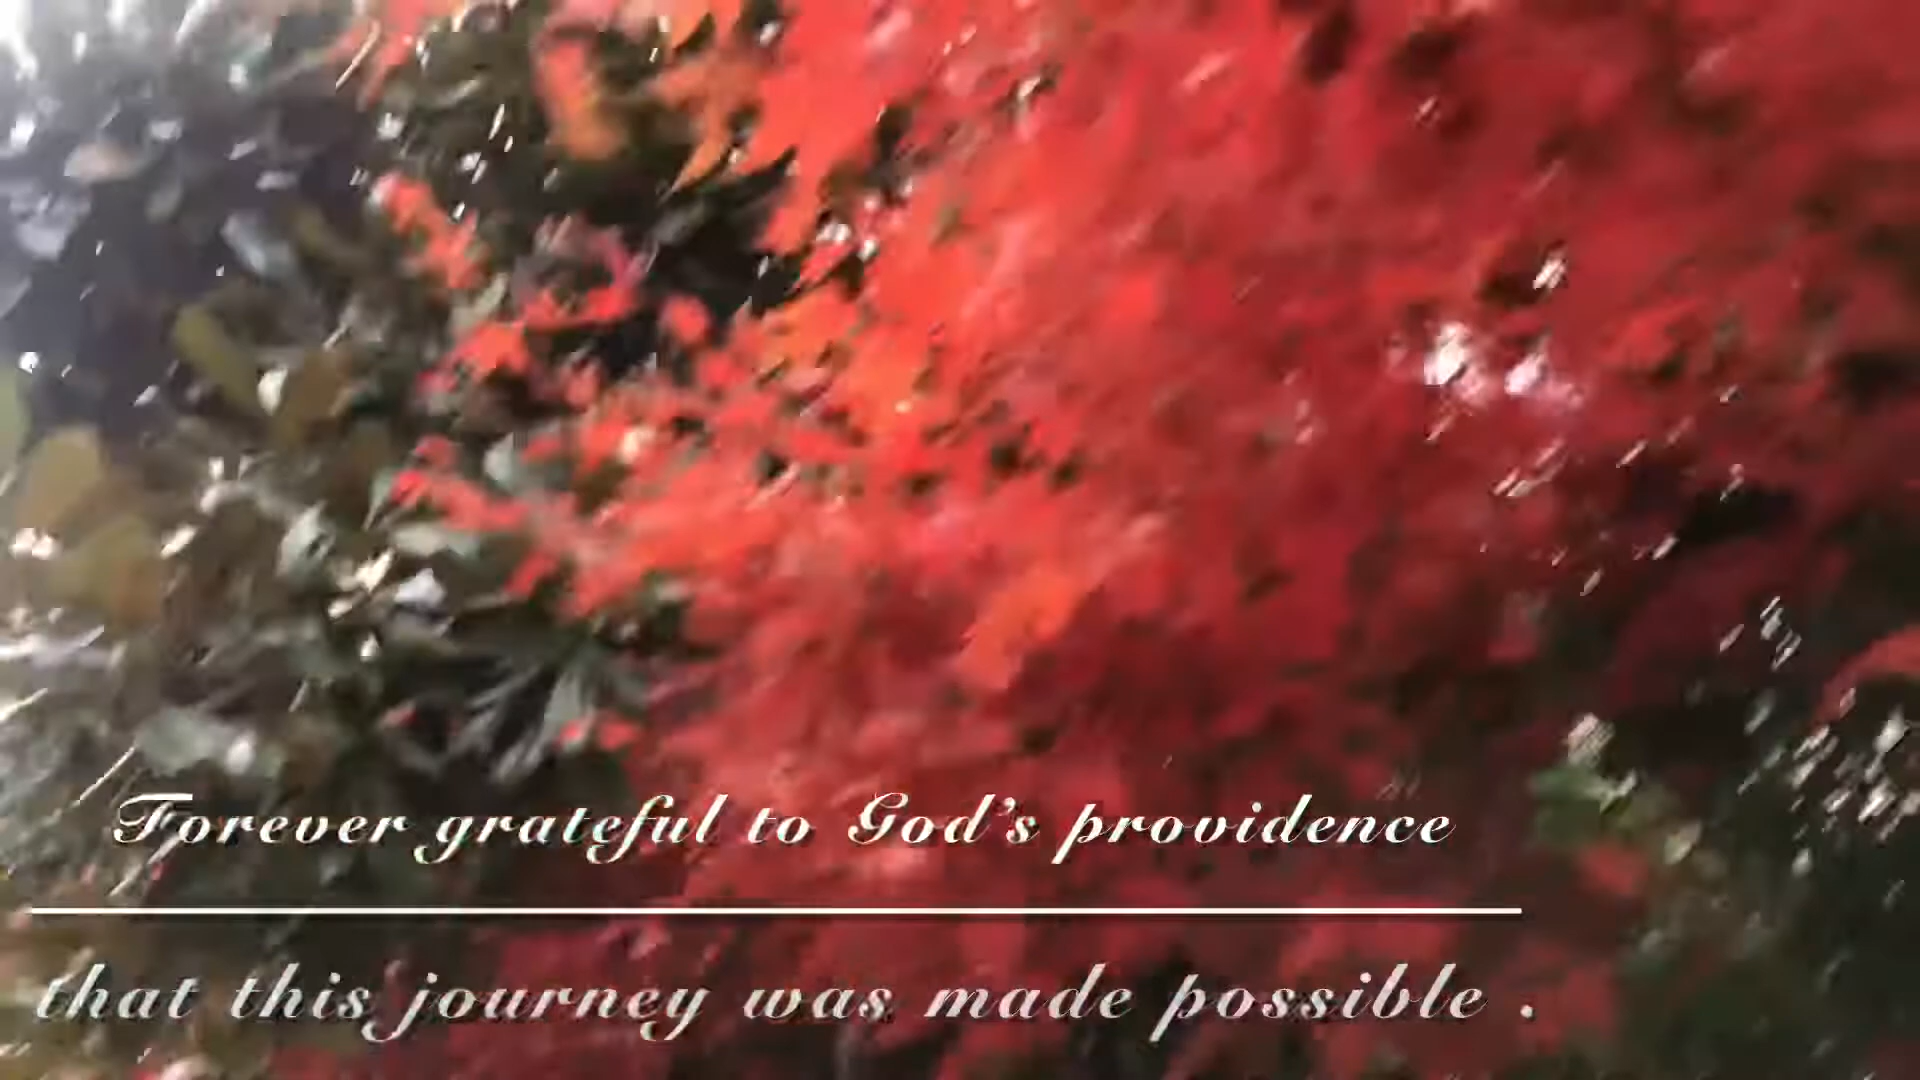 Forever grateful to God's providence
that this journey was made possible .